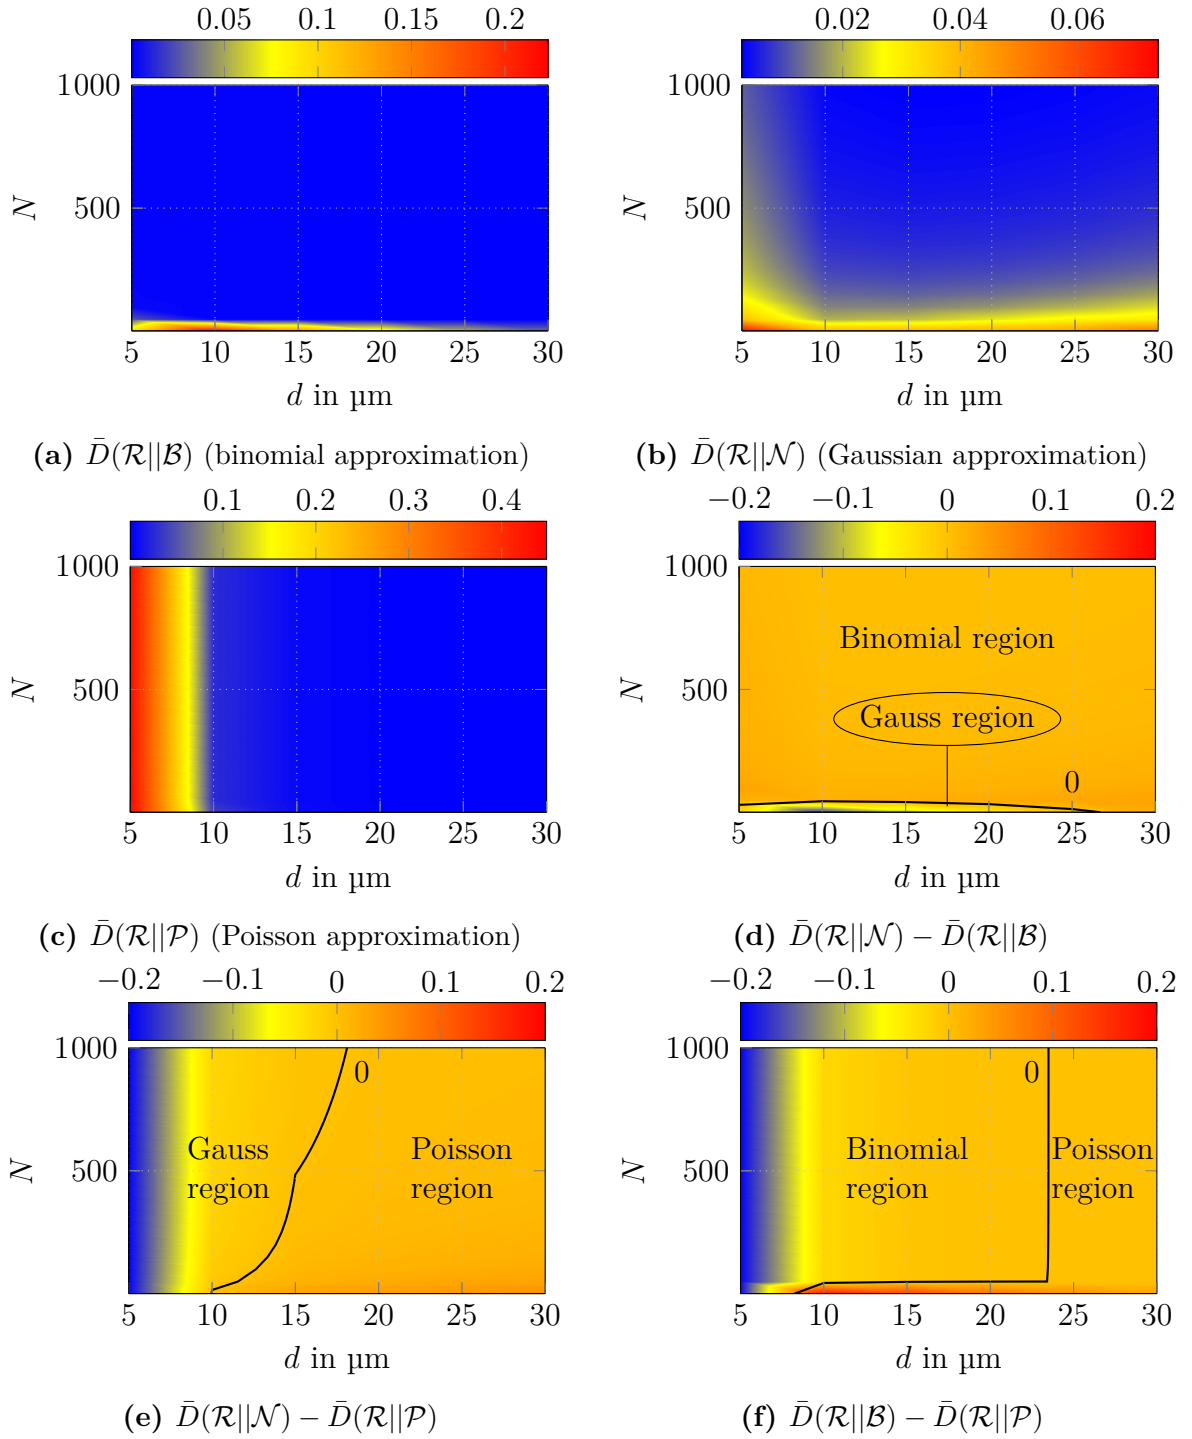 0.05 0.1 0.15 0.2
1000
500
N
5 10 15 20 25 30
d in µm
(a) D̄(R||B) (binomial approximation)
0.02 0.04 0.06
1000
500
N
5 10 15 20 25 30
d in µm
(b) D̄(R||N) (Gaussian approximation)
0.1 0.2 0.3 0.4
1000
500
N
5 10 15 20 25 30
d in µm
(c) D̄(R||P) (Poisson approximation)
−0.2 −0.1 0 0.1 0.2
1000
500
N
Binomial region
Gauss region
0
5 10 15 20 25 30
d in µm
(d) D̄(R||N) − D̄(R||B)
−0.2 −0.1 0 0.1 0.2
1000
500
N
0
Gauss
region
Poisson
region
5 10 15 20 25 30
d in µm
(e) D̄(R||N) − D̄(R||P)
−0.2 −0.1 0 0.1 0.2
1000
500
N
0
Binomial
region
Poisson
region
5 10 15 20 25 30
d in µm
(f) D̄(R||B) − D̄(R||P)